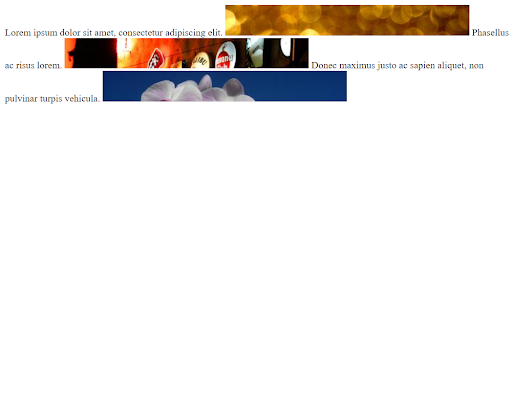 Lorem ipsum dolor sit amet, consectetur adipiscing elit. Phasellus
ac risus lorem. Donec maximus justo ac sapien aliquet, non
pulvinar turpis vehicula.